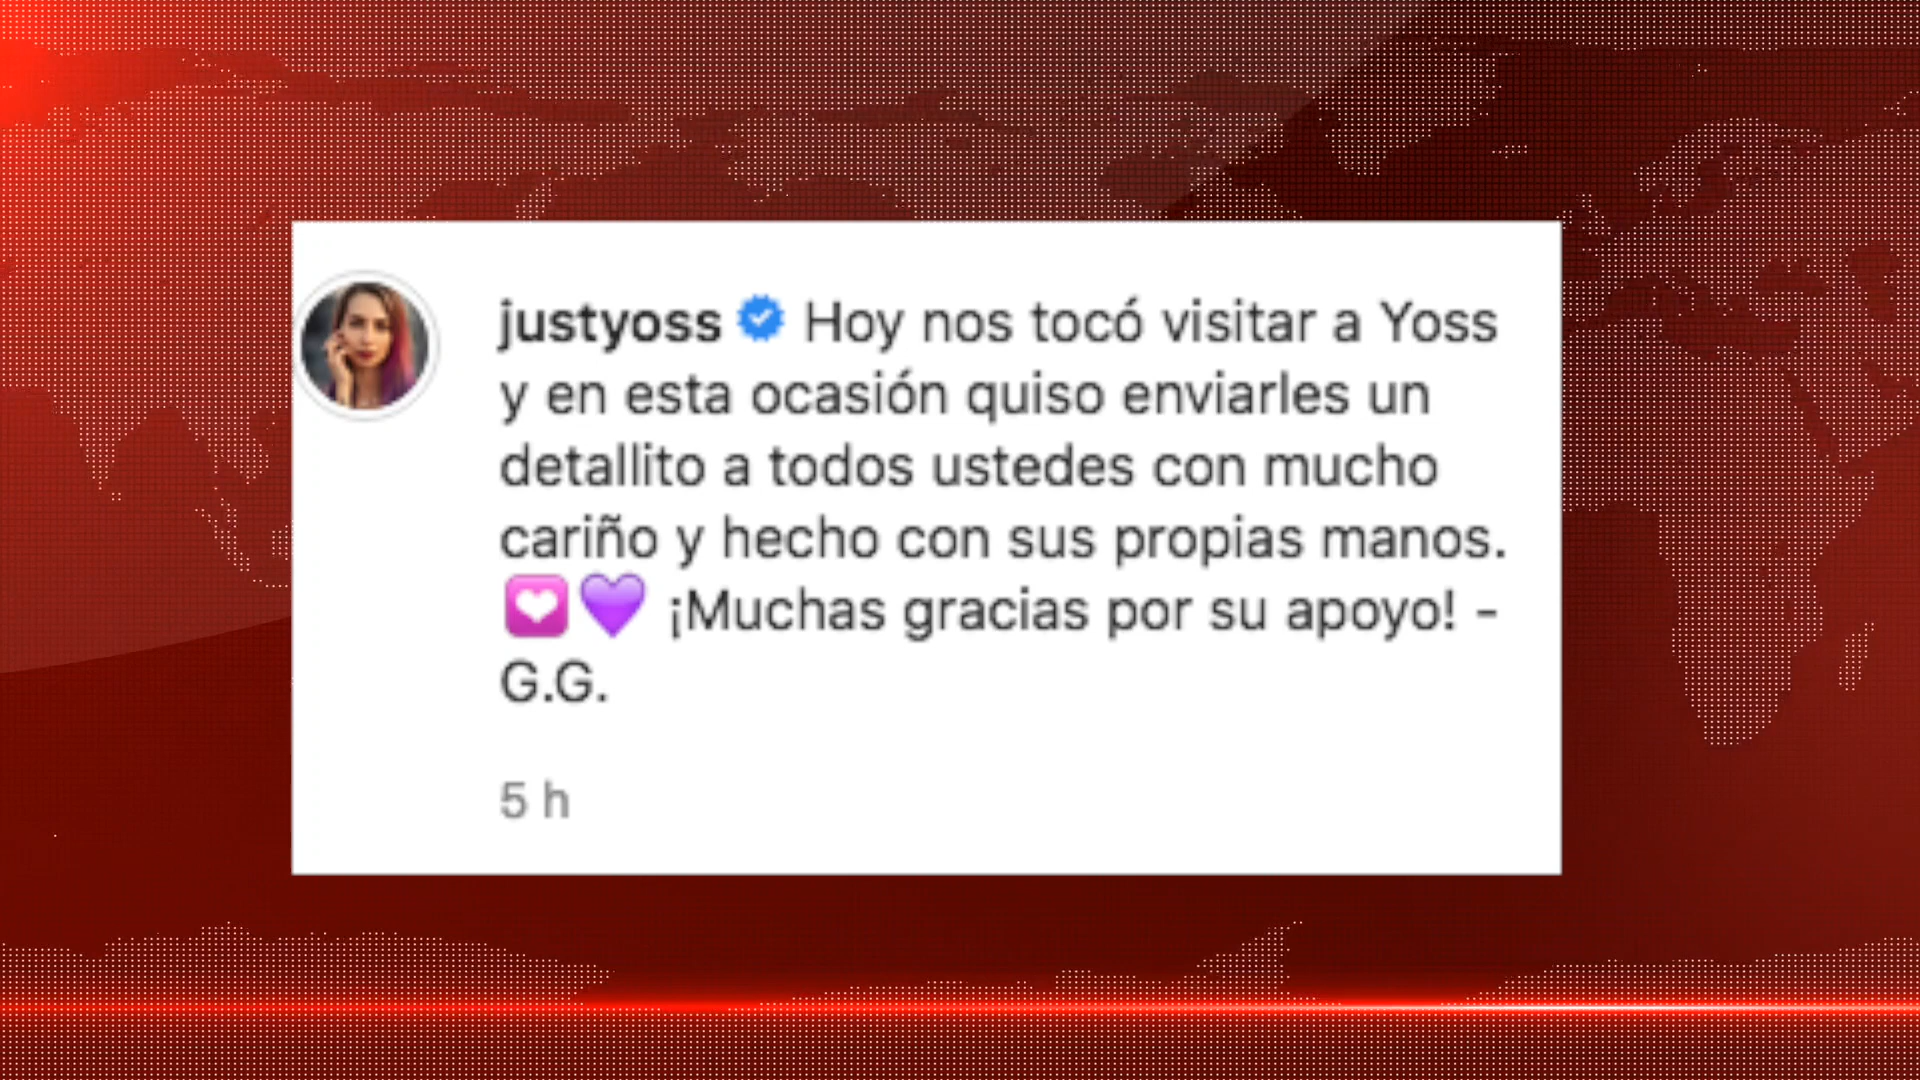 justyoss Hoy nos tocó visitar a Yoss
y en esta ocasión quiso enviarles un
detallito a todos ustedes con mucho
cariño y hecho con sus propias manos.
💟💜 ¡Muchas gracias por su apoyo! -
G.G.
5 h